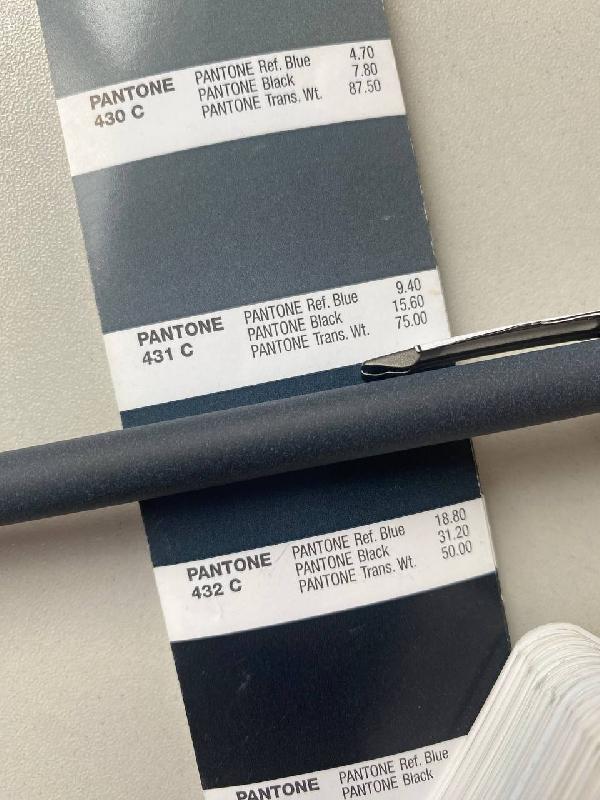 PANTONE
430 C
PANTONE Ref. Blue 4.70
PANTONE Black 7.80
PANTONE Trans. Wt. 87.50
PANTONE
431 C
PANTONE Ref. Blue 9.40
PANTONE Black 15.60
PANTONE Trans. Wt. 75.00
PANTONE
432 C
PANTONE Ref. Blue 18.80
PANTONE Black 31.20
PANTONE Trans. Wt. 50.00
PANTONE
PANTONE Ref. Blue
PANTONE Black